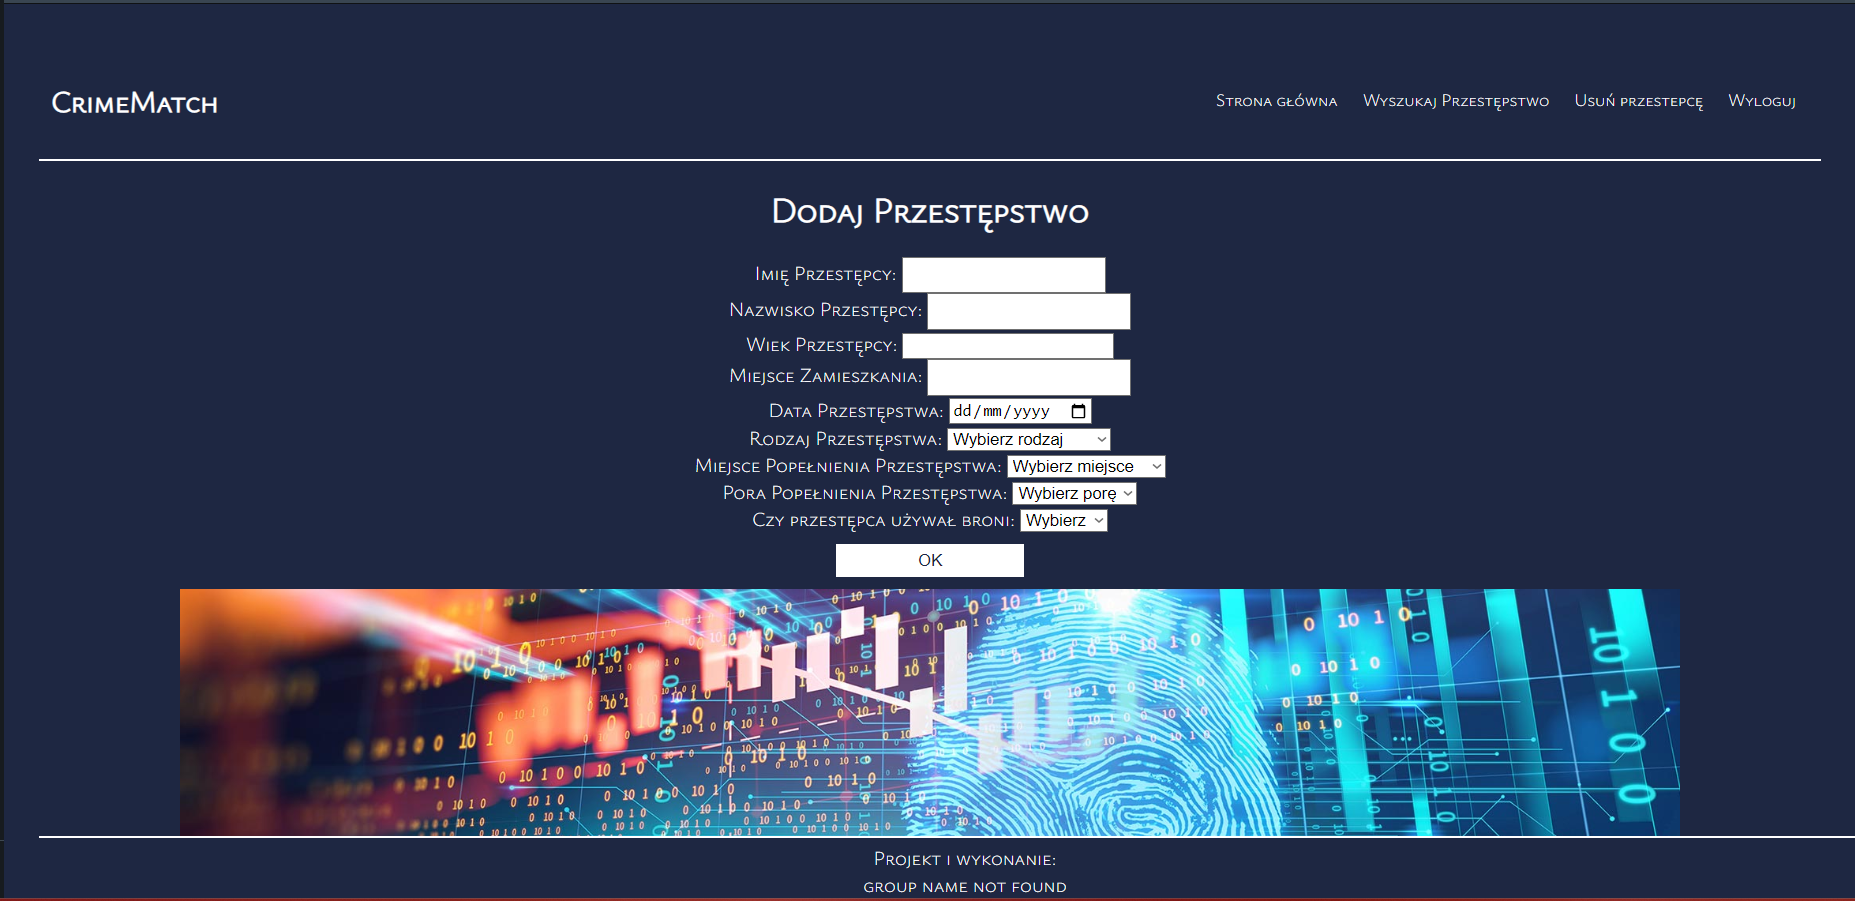 CrimeMatch
Strona główna Wyszukaj Przestępstwo Usuń przestepcę Wyloguj
Dodaj Przestępstwo
Imię Przestępcy:
Nazwisko Przestępcy:
Wiek Przestępcy:
Miejsce Zamieszkania:
Data Przestępstwa: dd/mm/yyyy
Rodzaj Przestępstwa: Wybierz rodzaj
Miejsce Popełnienia Przestępstwa: Wybierz miejsce
Pora Popełnienia Przestępstwa: Wybierz porę
Czy przestępca używał broni: Wybierz
OK
Projekt i wykonanie:
group name not found